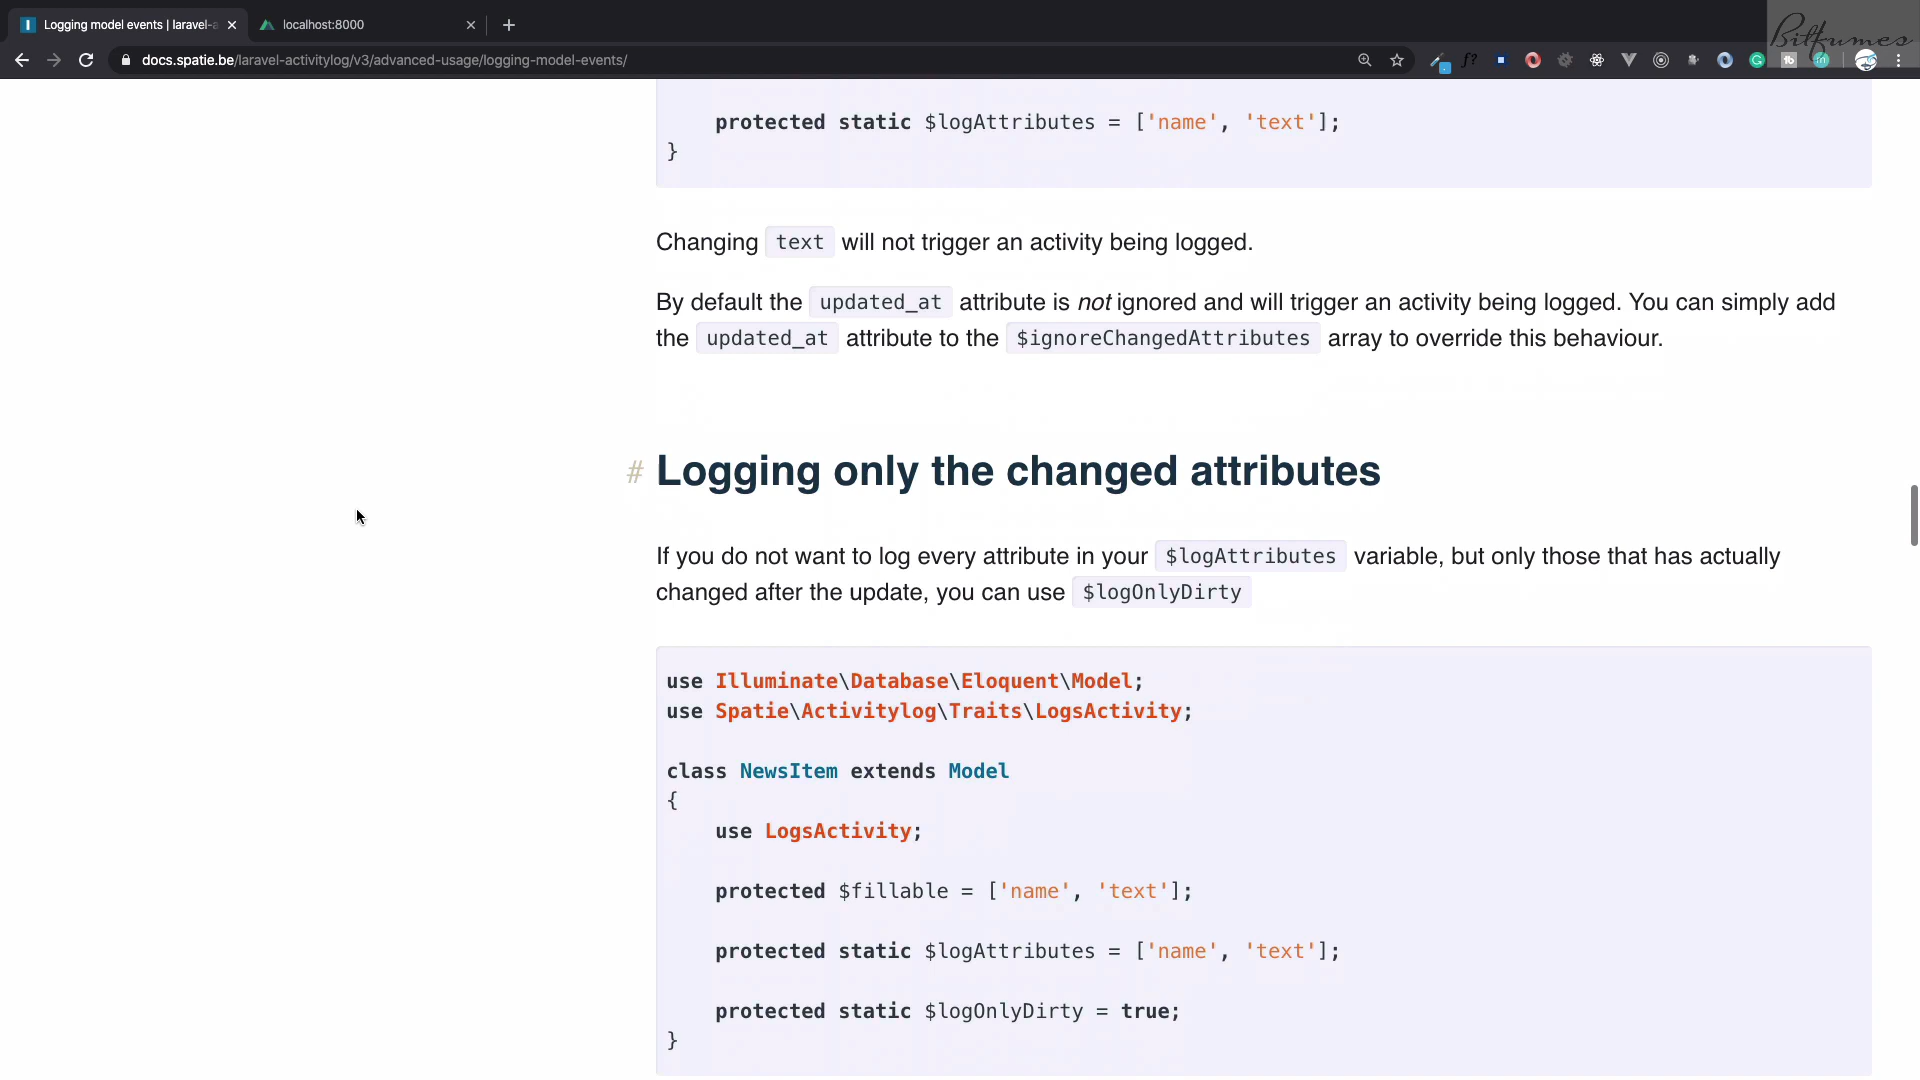 Logging model events | laravel-a
localhost:8000
Bitfumes
docs.spatie.be/laravel-activitylog/v3/advanced-usage/logging-model-events/
protected static $logAttributes = ['name', 'text'];
}
Changing text will not trigger an activity being logged.
By default the updated_at attribute is not ignored and will trigger an activity being logged. You can simply add
the updated_at attribute to the $ignoreChangedAttributes array to override this behaviour.
# Logging only the changed attributes
If you do not want to log every attribute in your $logAttributes variable, but only those that has actually
changed after the update, you can use $logOnlyDirty
use Illuminate\Database\Eloquent\Model;
use Spatie\Activitylog\Traits\LogsActivity;
class NewsItem extends Model
{
use LogsActivity;
protected $fillable = ['name', 'text'];
protected static $logAttributes = ['name', 'text'];
protected static $logOnlyDirty = true;
}